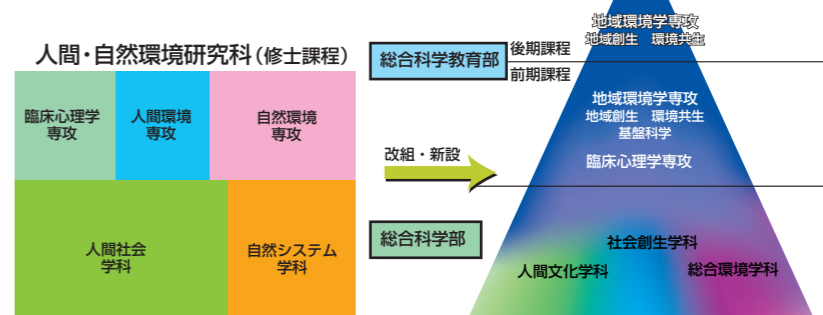 人間・自然環境研究科(修士課程)
臨床心理学
専攻
人間環境
専攻
自然環境
専攻
人間社会
学科
自然システム
学科
改組・新設
総合科学教育部
後期課程
前期課程
総合科学部
地域環境学専攻
地域創生 環境共生
地域環境学専攻
地域創生 環境共生
基盤科学
臨床心理学専攻
社会創生学科
人間文化学科
総合環境学科